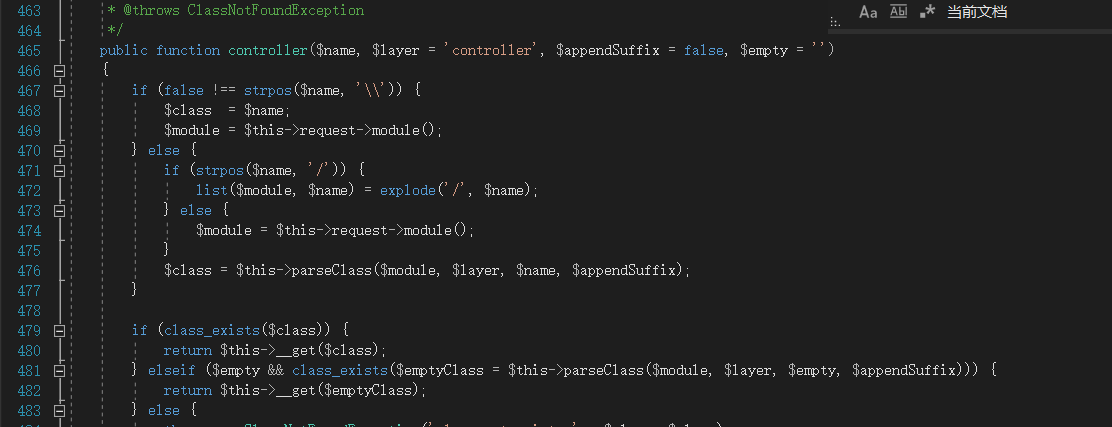 Aa Abl .* 当前文档
463 * @throws ClassNotFoundException
464 */
465 public function controller($name, $layer = 'controller', $appendSuffix = false, $empty = '')
466 {
467 if (false !== strpos($name, '\\')) {
468 $class  = $name;
469 $module = $this->request->module();
470 } else {
471 if (strpos($name, '/')) {
472 list($module, $name) = explode('/', $name);
473 } else {
474 $module = $this->request->module();
475 }
476 $class = $this->parseClass($module, $layer, $name, $appendSuffix);
477 }
478
479 if (class_exists($class)) {
480 return $this->__get($class);
481 } elseif ($empty && class_exists($emptyClass = $this->parseClass($module, $layer, $empty, $appendSuffix))) {
482 return $this->__get($emptyClass);
483 } else {